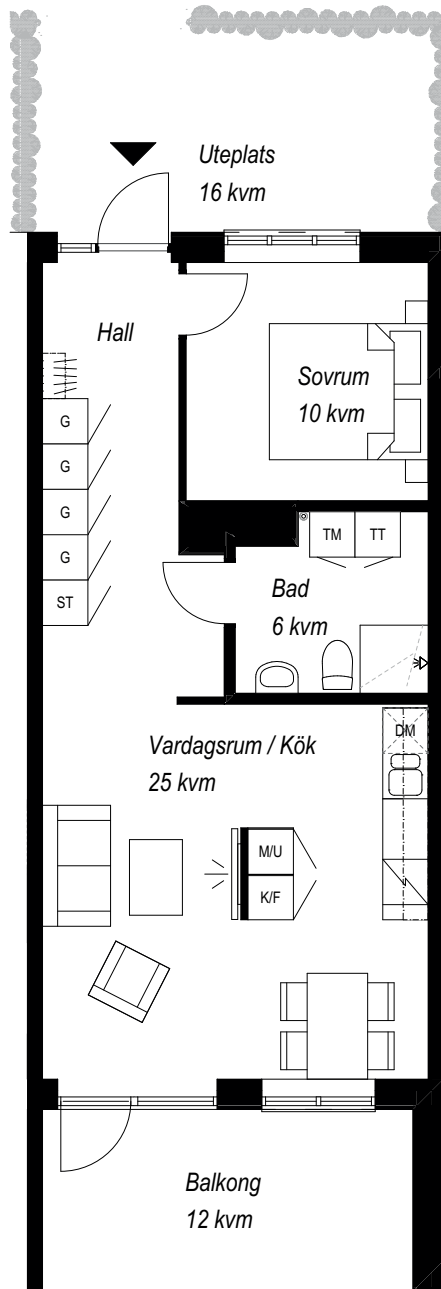 Uteplats
16 kvm
Hall
Sovrum
10 kvm
G
G
G
G
ST
TM
TT
Bad
6 kvm
DM
Vardagsrum / Kök
25 kvm
M/U
K/F
Balkong
12 kvm